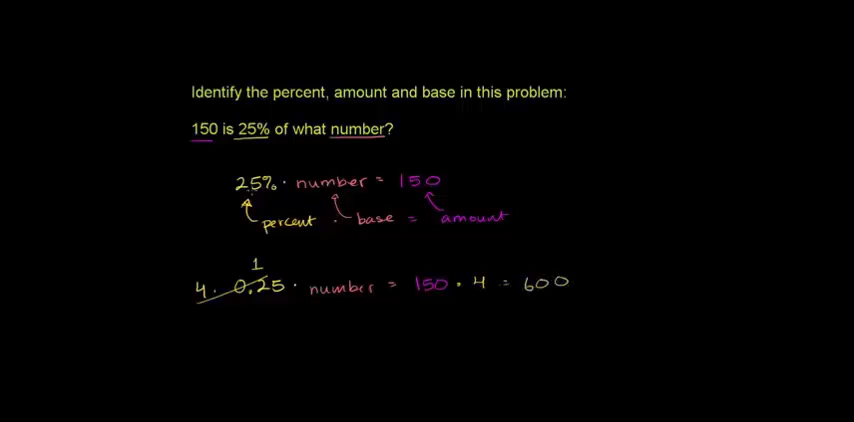 Identify the percent, amount and base in this problem:
150 is 25% of what number?
25% · number = 150
percent · base = amount
1
4 · 0.25 · number = 150 · 4 = 600